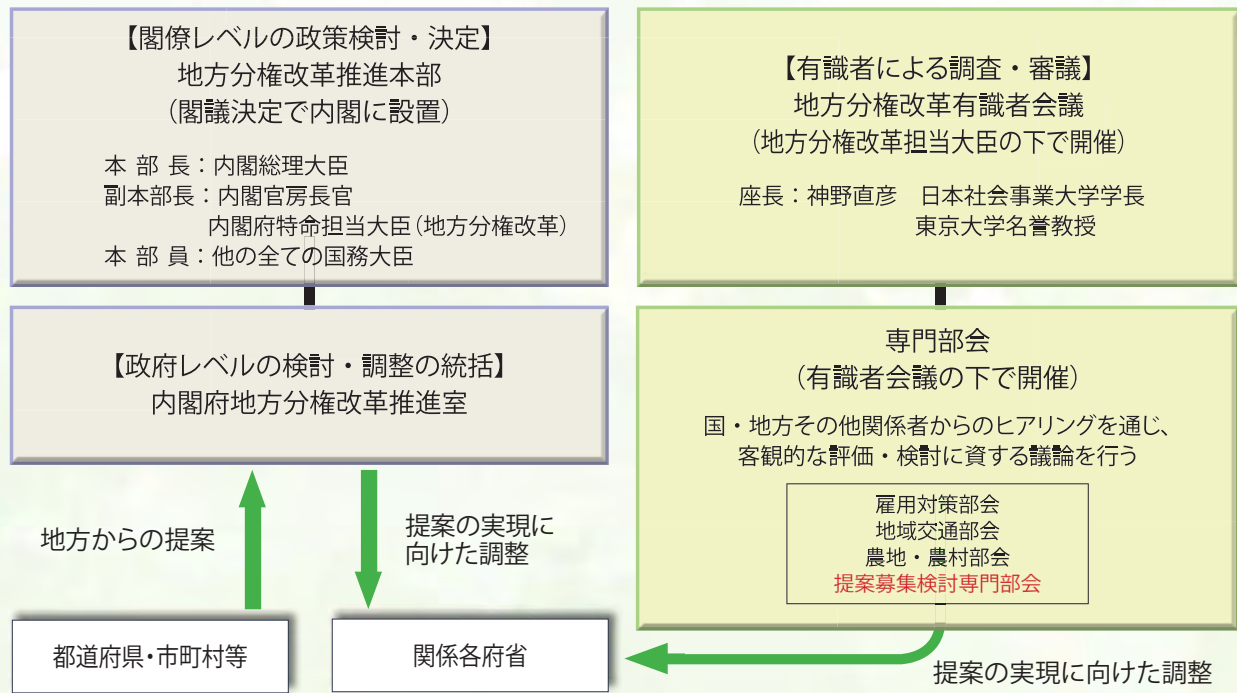 【閣僚レベルの政策検討・決定】
地方分権改革推進本部
（閣議決定で内閣に設置）
本 部 長：内閣総理大臣
副本部長：内閣官房長官
内閣府特命担当大臣（地方分権改革）
本 部 員：他の全ての国務大臣
【政府レベルの検討・調整の統括】
内閣府地方分権改革推進室
地方からの提案
提案の実現に
向けた調整
都道府県・市町村等
関係各府省
【有識者による調査・審議】
地方分権改革有識者会議
（地方分権改革担当大臣の下で開催）
座長：神野直彦　日本社会事業大学学長
東京大学名誉教授
専門部会
（有識者会議の下で開催）
国・地方その他関係者からのヒアリングを通じ、
客観的な評価・検討に資する議論を行う
雇用対策部会
地域交通部会
農地・農村部会
提案募集検討専門部会
提案の実現に向けた調整